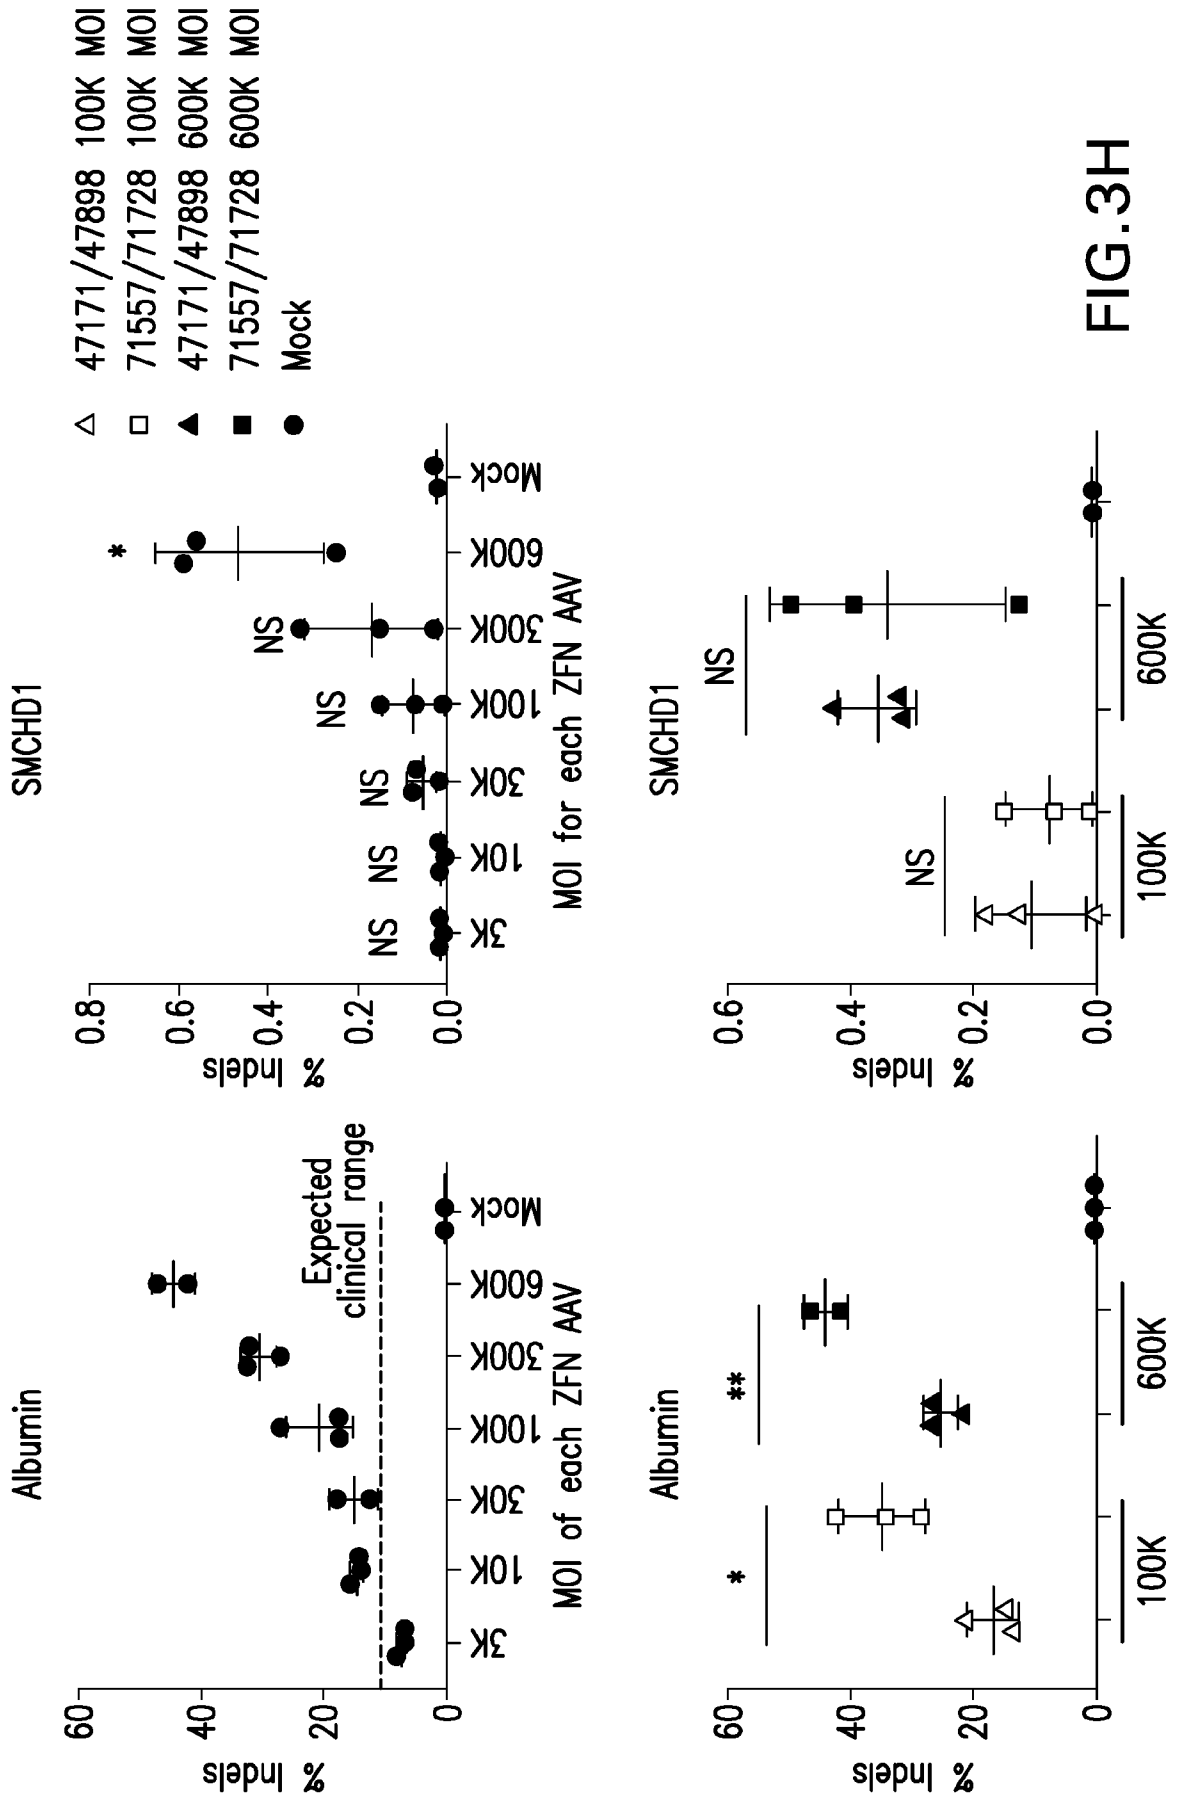 Albumin
% Indels
60
40
20
0
Expected
clinical range
3K
10K
30K
100K
300K
600K
Mock
MOI of each ZFN AAV
SMCHD1
% Indels
0.8
0.6
0.4
0.2
0.0
NS
NS
NS
NS
NS
*
3K
10K
30K
100K
300K
600K
Mock
MOI for each ZFN AAV
△ 47171/47898 100K MOI
□ 71557/71728 100K MOI
▲ 47171/47898 600K MOI
■ 71557/71728 600K MOI
● Mock
Albumin
% Indels
60
40
20
0
*
**
100K
600K
SMCHD1
% Indels
0.6
0.4
0.2
0.0
NS
NS
100K
600K
FIG.3H